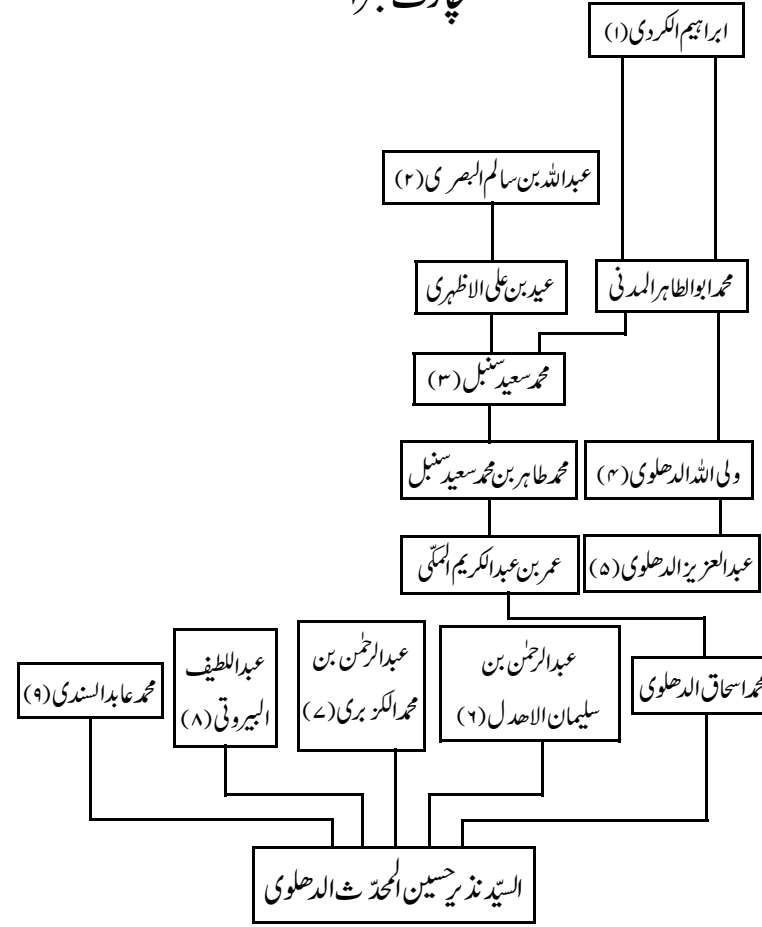 ابراہیم الکردی (۱)
عبداللہ بن سالم البصری (۲)
عید بن علی الاظہری
محمد ابوالطاہر المدنی
محمد سعید سنبل (۳)
محمد طاہر بن محمد سعید سنبل
ولی اللہ الدھلوی (۴)
عمر بن عبدالکریم المکّی
عبدالعزیز الدھلوی (۵)
محمد اسحاق الدھلوی
عبدالرحمٰن بن
سلیمان الاھدل (۶)
عبدالرحمٰن بن
محمد الکزبری (۷)
عبداللطیف
البیروتی (۸)
محمد عابد السندی (۹)
السیّد نذیر حسین المحدّث الدھلوی